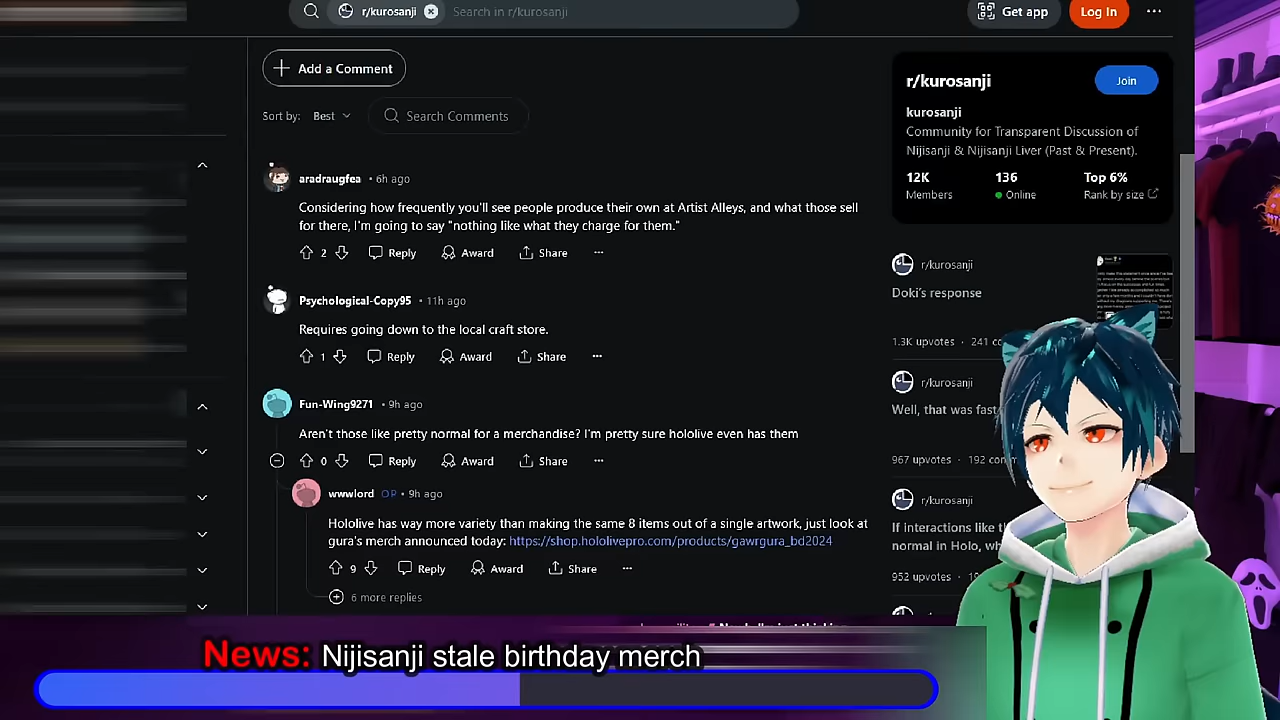 r/kurosanji
Search in r/kurosanji
Get app
Log In
Add a Comment
Sort by: Best
Search Comments
aradraugfea • 6h ago
Considering how frequently you'll see people produce their own at Artist Alleys, and what those sell
for there, I'm going to say "nothing like what they charge for them."
2 Reply Award Share
Psychological-Copy95 • 11h ago
Requires going down to the local craft store.
1 Reply Award Share
Fun-Wing9271 • 9h ago
Aren't those like pretty normal for a merchandise? I'm pretty sure hololive even has them
0 Reply Award Share
wwwlord OP • 9h ago
Hololive has way more variety than making the same 8 items out of a single artwork, just look at
gura's merch announced today: https://shop.hololivepro.com/products/gawrgura_bd2024
9 Reply Award Share
6 more replies
r/kurosanji
Join
kurosanji
Community for Transparent Discussion of
Nijisanji & Nijisanji Liver (Past & Present).
12K 136 Top 6%
Members Online Rank by size
r/kurosanji
Doki's response
1.3K upvotes • 241
r/kurosanji
Well, that was fast
967 upvotes • 192
r/kurosanji
If interactions like
normal in Holo,
952 upvotes
News: Nijisanji stale birthday merch